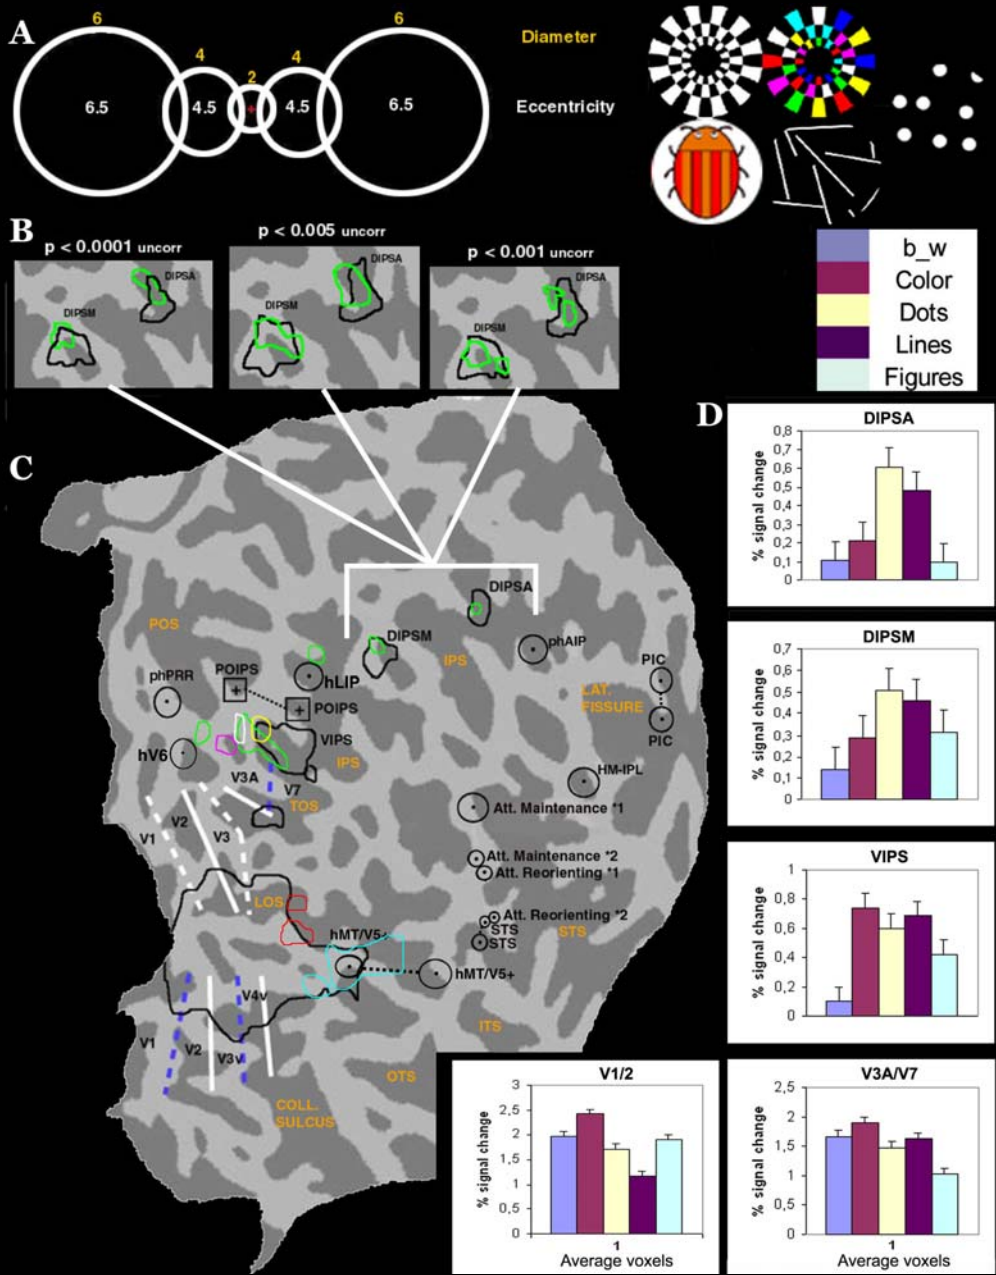 A
6
6
Diameter
4
4
2
6.5
4.5
+
4.5
6.5
Eccentricity
B
p < 0.0001 uncorr
p < 0.005 uncorr
p < 0.001 uncorr
DIPSA
DIPSM
DIPSA
DIPSM
DIPSA
DIPSM
b_w
Color
Dots
Lines
Figures
C
POS
DIPSA
DIPSM
IPS
phAIP
PIC
PIC
LAT.
FISSURE
phPRR
POIPS
+
hLIP
+
POIPS
hV6
VIPS
IPS
V3A
V7
TOS
HM-IPL
Att. Maintenance *1
V1
V2
V3
Att. Maintenance *2
Att. Reorienting *1
LOS
Att. Reorienting *2
STS
STS
STS
hMT/V5+
hMT/V5+
V4v
ITS
V1
V2
V3v
OTS
COLL.
SULCUS
D
DIPSA
% signal change
0,8
0,7
0,6
0,5
0,4
0,3
0,2
0,1
0
DIPSM
% signal change
0,7
0,6
0,5
0,4
0,3
0,2
0,1
0
VIPS
% signal change
1
0,8
0,6
0,4
0,2
0
V1/2
% signal change
3
2,5
2
1,5
1
0,5
0
1
Average voxels
V3A/V7
% signal change
2,5
2
1,5
1
0,5
0
1
Average voxels